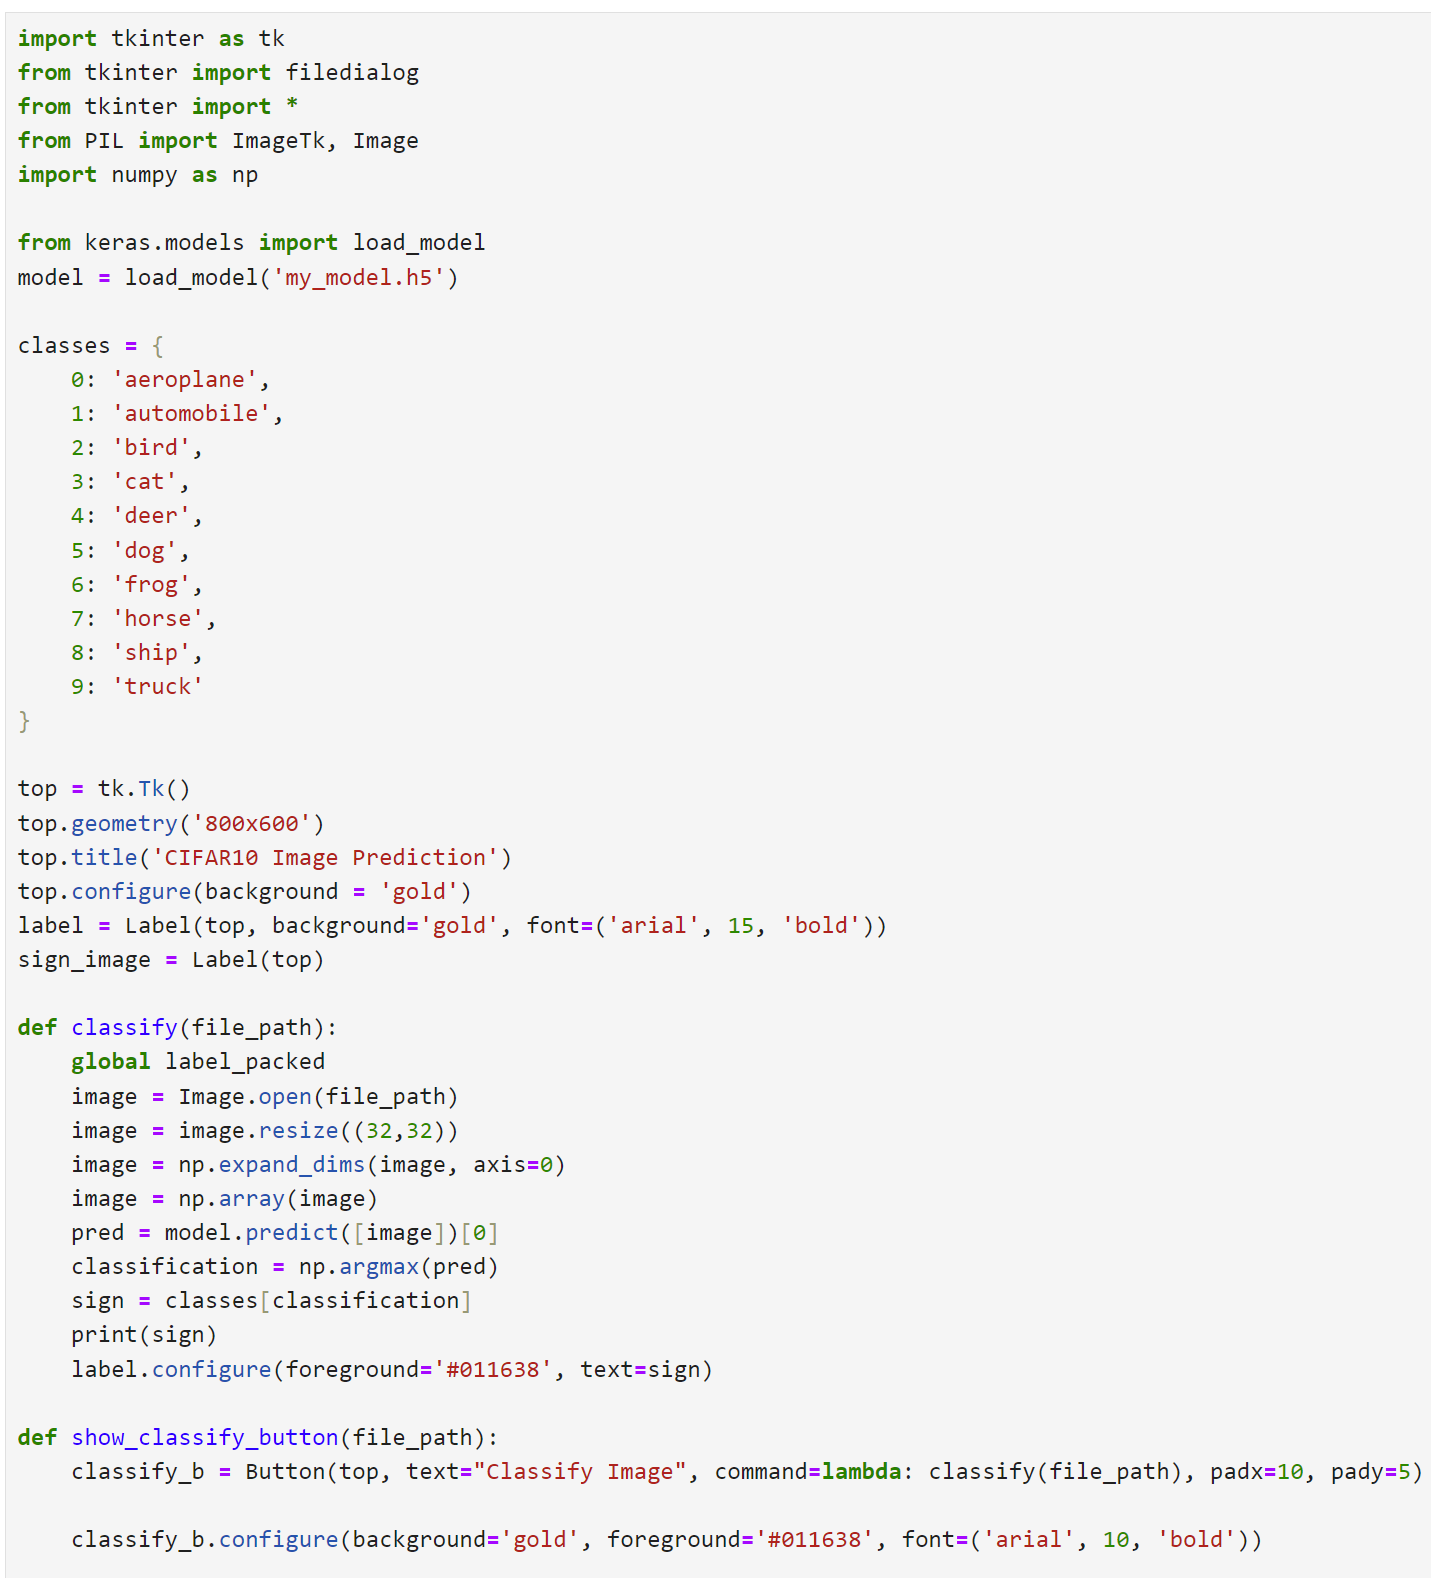 import tkinter as tk
from tkinter import filedialog
from tkinter import *
from PIL import ImageTk, Image
import numpy as np

from keras.models import load_model
model = load_model('my_model.h5')

classes = {
    0: 'aeroplane',
    1: 'automobile',
    2: 'bird',
    3: 'cat',
    4: 'deer',
    5: 'dog',
    6: 'frog',
    7: 'horse',
    8: 'ship',
    9: 'truck'
}

top = tk.Tk()
top.geometry('800x600')
top.title('CIFAR10 Image Prediction')
top.configure(background = 'gold')
label = Label(top, background='gold', font=('arial', 15, 'bold'))
sign_image = Label(top)

def classify(file_path):
    global label_packed
    image = Image.open(file_path)
    image = image.resize((32,32))
    image = np.expand_dims(image, axis=0)
    image = np.array(image)
    pred = model.predict([image])[0]
    classification = np.argmax(pred)
    sign = classes[classification]
    print(sign)
    label.configure(foreground='#011638', text=sign)

def show_classify_button(file_path):
    classify_b = Button(top, text="Classify Image", command=lambda: classify(file_path), padx=10, pady=5)

    classify_b.configure(background='gold', foreground='#011638', font=('arial', 10, 'bold'))